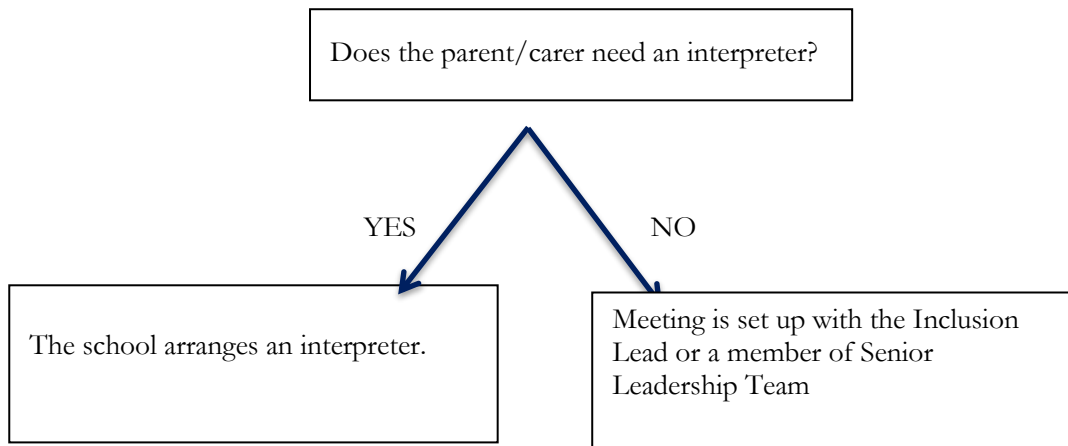 Does the parent/carer need an interpreter?
YES
NO
The school arranges an interpreter.
Meeting is set up with the Inclusion
Lead or a member of Senior
Leadership Team